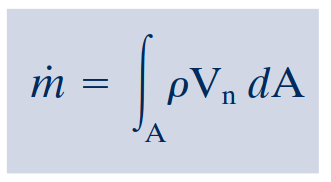 ṁ = ∫_A ρV_n dA